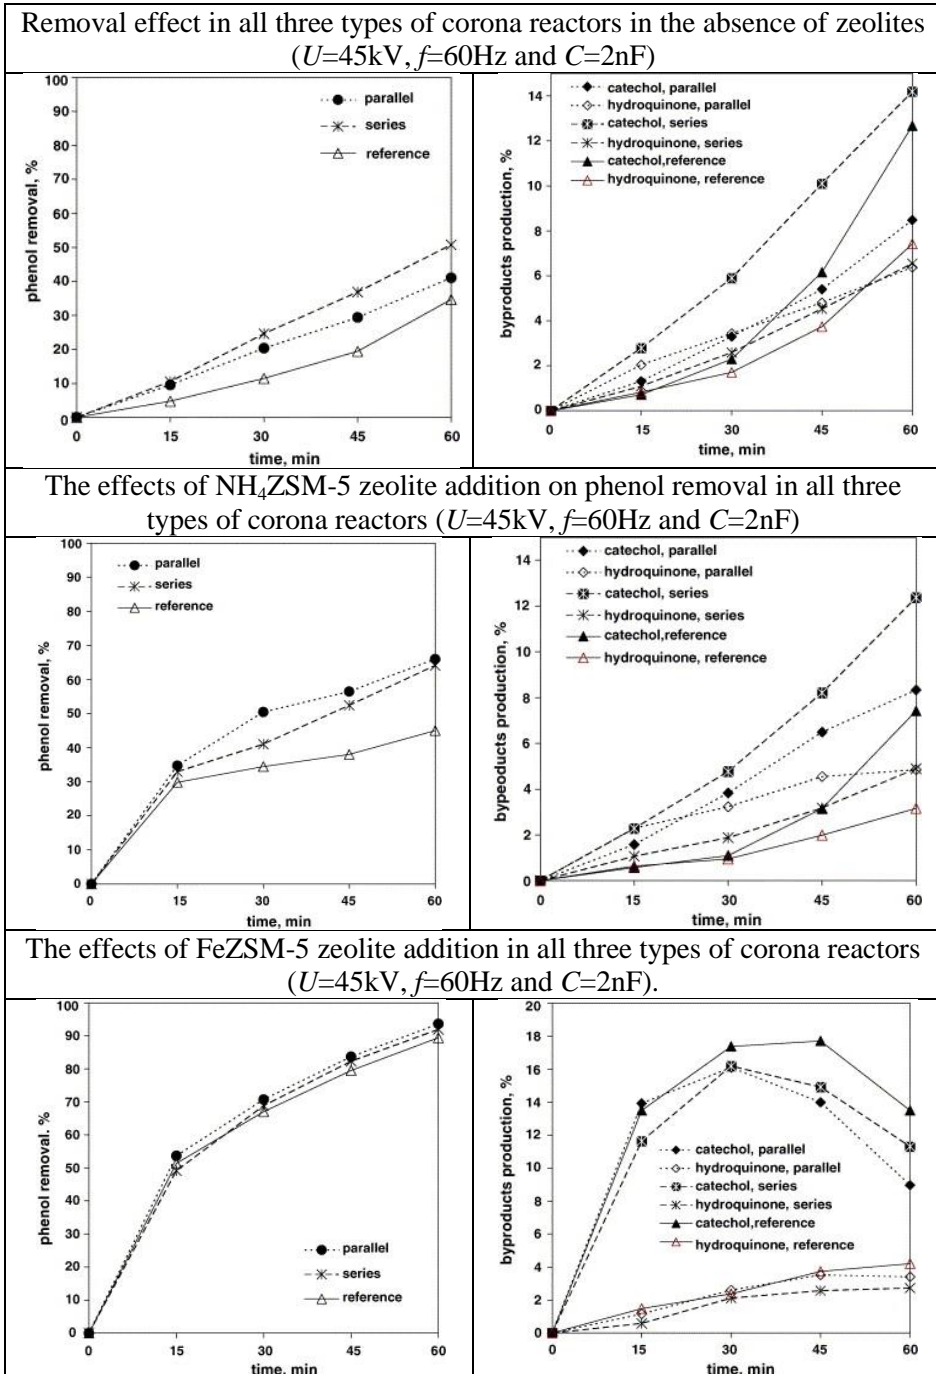 Removal effect in all three types of corona reactors in the absence of zeolites
(U=45kV, f=60Hz and C=2nF)
100
90
80
70
60
50
40
30
20
10
0
phenol removal, %
parallel
series
reference
0 15 30 45 60
time, min
14
12
10
8
6
4
2
0
byproducts production, %
catechol, parallel
hydroquinone, parallel
catechol, series
hydroquinone, series
catechol,reference
hydroquinone, reference
0 15 30 45 60
time, min
The effects of NH₄ZSM-5 zeolite addition on phenol removal in all three
types of corona reactors (U=45kV, f=60Hz and C=2nF)
100
90
80
70
60
50
40
30
20
10
0
phenol removal, %
parallel
series
reference
0 15 30 45 60
time, min
14
12
10
8
6
4
2
0
bypeoducts production, %
catechol, parallel
hydroquinone, parallel
catechol, series
hydroquinone, series
catechol,reference
hydroquinone, reference
0 15 30 45 60
time, min
The effects of FeZSM-5 zeolite addition in all three types of corona reactors
(U=45kV, f=60Hz and C=2nF).
100
90
80
70
60
50
40
30
20
10
0
phenol removal. %
parallel
series
reference
0 15 30 45 60
time, min
20
18
16
14
12
10
8
6
4
2
0
byproducts production, %
catechol, parallel
hydroquinone, parallel
catechol, series
hydroquinone, series
catechol,reference
hydroquinone, reference
0 15 30 45 60
time, min